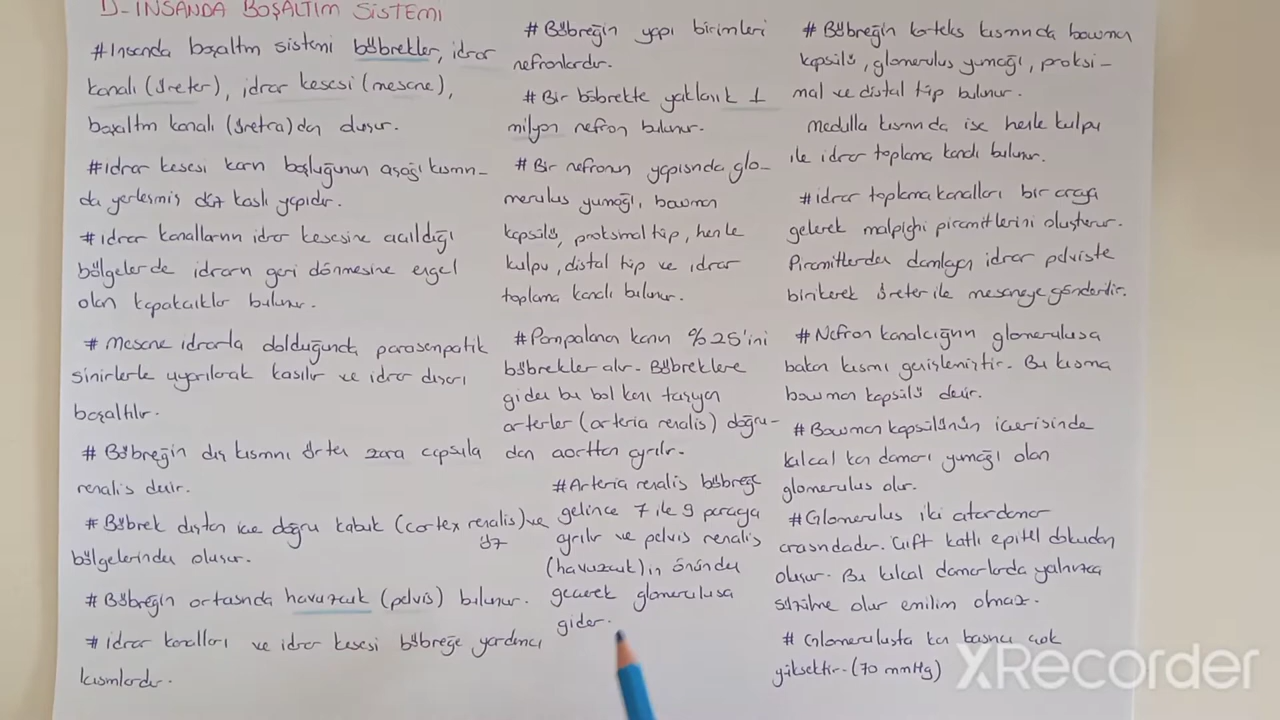 D-İNSANDA BOŞALTIM SİSTEMİ
#İnsanda boşaltım sistemi böbrekler, idrar
kanalı (üreter), idrar kesesi (mesane),
boşaltım kanalı (üretra)dan oluşur.
#idrar kesesi karın boşluğunun aşağı kısmın-
da yerleşmiş düz kaslı yapıdır.
#idrar kanallarının idrar kesesine açıldığı
bölgelerde idrarın geri dönmesine engel
olan kapakcıklar bulunur.
# Mesane idrarla dolduğunda parasempatik
sinirlerle uyarılarak kasılır ve idrar dışarı
boşaltılır.
# Böbreğin dış kısmını örten zara capsula
renalis denir.
# Böbrek dıştan içe doğru kabuk (cortex renalis) ve
öz
bölgelerinden oluşur.
#Böbreğin ortasında havuzcuk (pelvis) bulunur.
# idrar kanalları ve idrar kesesi böbreğe yardımcı
kısımlardır.
# Böbreğin yapı birimleri
nefronlardır.
# Bir böbrekte yaklaşık 1
milyon nefron bulunur.
# Bir nefronun yapısında glo-
merulus yumağı, bowman
kapsülü, proksimal tüp, henle
kulpu, distal tüp ve idrar
toplama kanalı bulunur.
# Pompalanan kanın %25'ini
böbrekler alır. Böbreklere
giden bu bol kanı taşıyan
arterler (arteria renalis) doğru-
dan aorttan ayrılır.
#Arteria renalis böbreğe
gelince 7 ile 9 parçaya
ayrılır ve pelvis renalis
(havuzcuk)in önünden
geçerek glomerulusa
gider.
# Böbreğin korteks kısmında bowman
kapsülü, glomerulus yumağı, proksi-
mal ve distal tüp bulunur.
Medulla kısmında ise henle kulpu
ile idrar toplama kanalı bulunur.
#idrar toplama kanalları bir araya
gelerek malpighi piramitlerini oluşturur.
Piramitlerden damlayan idrar pelviste
birikerek üreter ile mesaneye gönderilir.
#Nefron kanalcığının glomerulusa
bakan kısmı genişlemiştir. Bu kısma
bowman kapsülü denir.
#Bowman kapsülünün içerisinde
kılcal kan damarı yumağı olan
glomerulus olur.
#Glomerulus iki atardamar
arasındadır. Çift katlı epitel dokudan
oluşur. Bu kılcal damarlarda yalnızca
süzülme olur emilim olmaz.
# Glomerulusta kan basıncı çok
yüksektir. (70 mmHg)
XRecorder